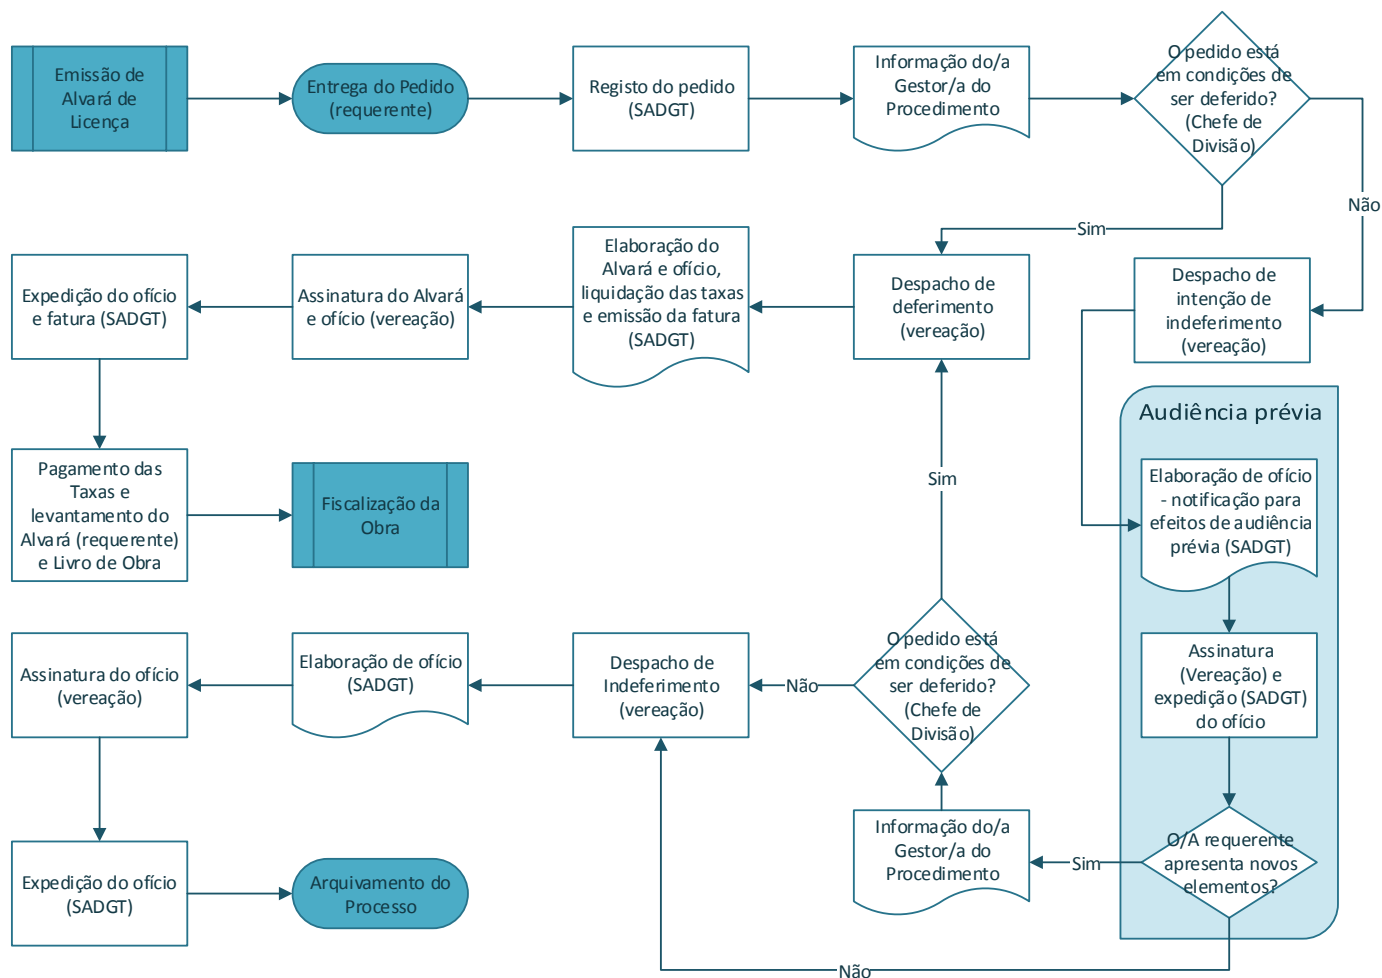 Emissão de
Alvará de
Licença
Entrega do Pedido
(requerente)
Registo do pedido
(SADGT)
Informação do/a
Gestor/a do
Procedimento
O pedido está
em condições de
ser deferido?
(Chefe de
Divisão)
Não
Sim
Expedição do ofício
e fatura (SADGT)
Assinatura do Alvará
e ofício (vereação)
Elaboração do
Alvará e ofício,
liquidação das taxas
e emissão da fatura
(SADGT)
Despacho de
deferimento
(vereação)
Despacho de
intenção de
indeferimento
(vereação)
Audiência prévia
Pagamento das
Taxas e
levantamento do
Alvará (requerente)
e Livro de Obra
Fiscalização da
Obra
Sim
Elaboração de ofício
- notificação para
efeitos de audiência
prévia (SADGT)
Assinatura do ofício
(vereação)
Elaboração de ofício
(SADGT)
Despacho de
Indeferimento
(vereação)
Não
O pedido está
em condições de
ser deferido?
(Chefe de
Divisão)
Assinatura
(Vereação) e
expedição (SADGT)
do ofício
Expedição do ofício
(SADGT)
Arquivamento do
Processo
Informação do/a
Gestor/a do
Procedimento
Sim
O/A requerente
apresenta novos
elementos?
Não